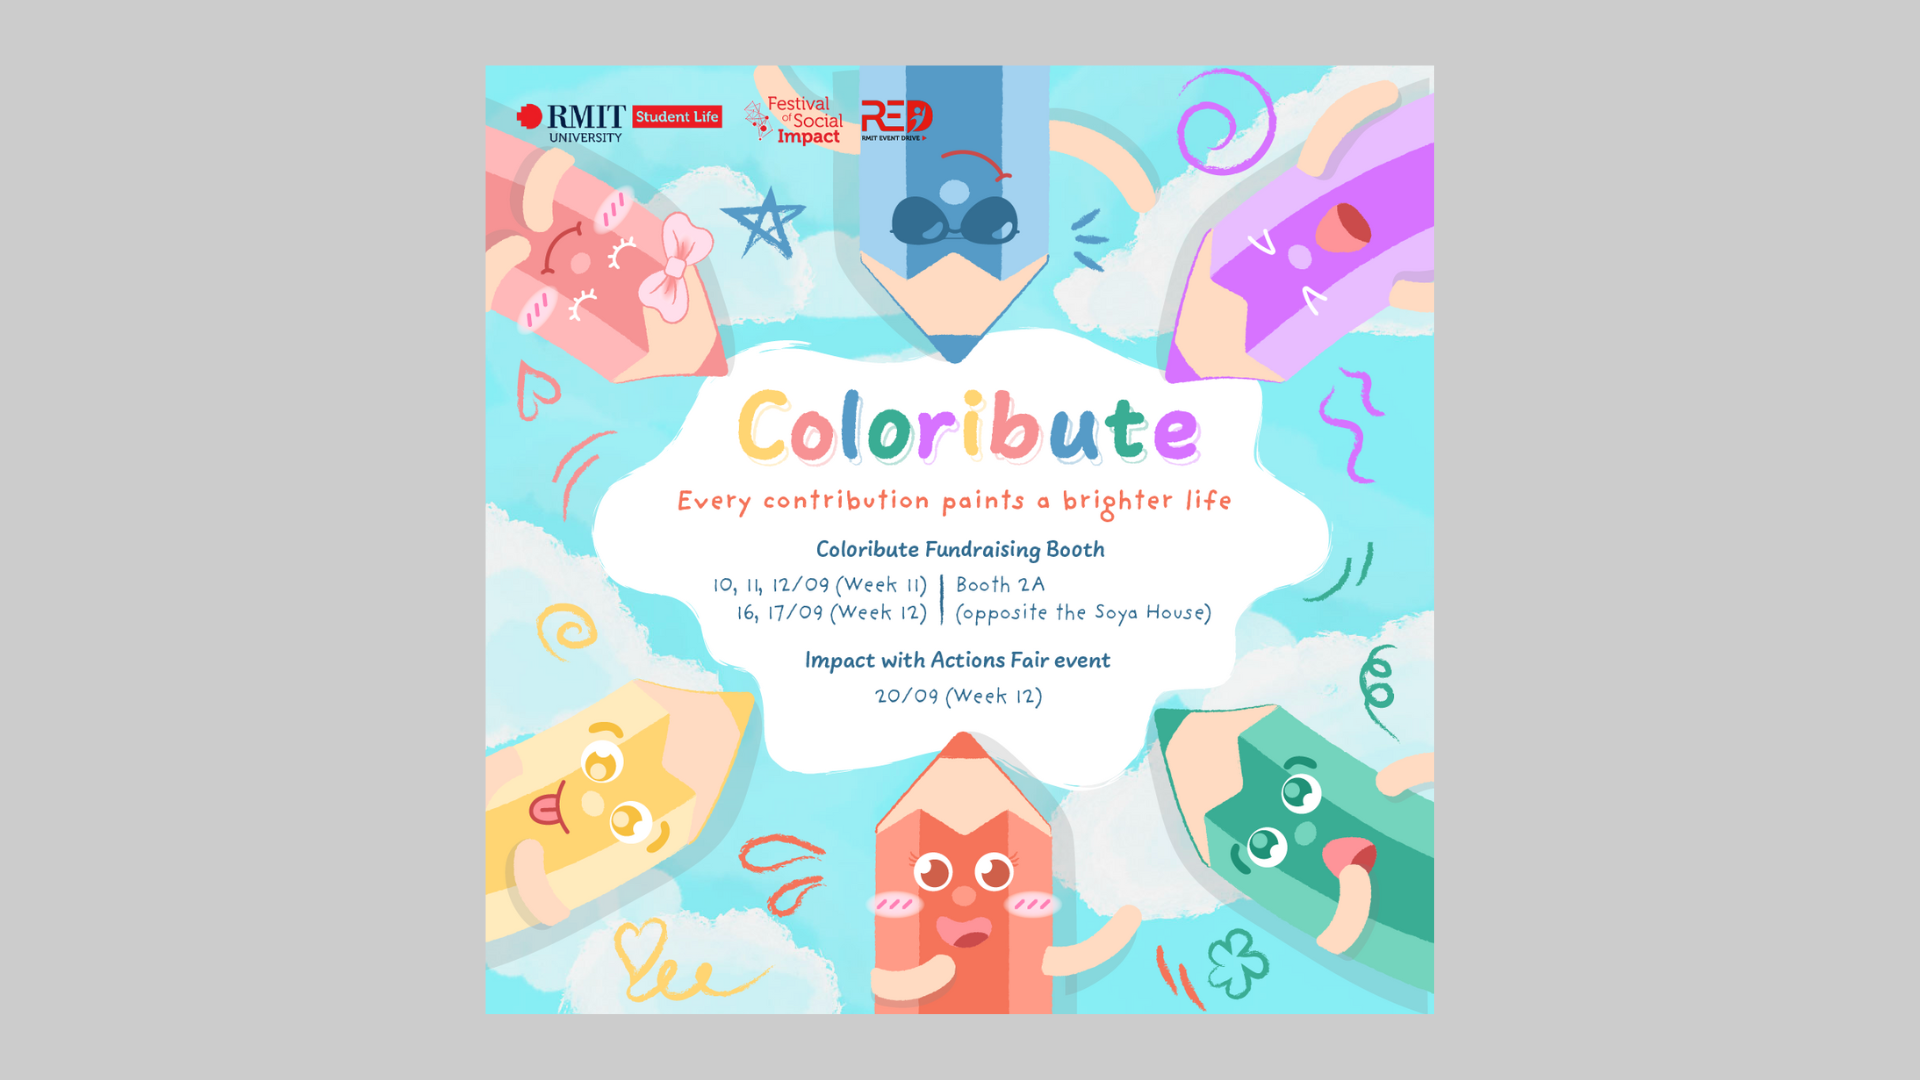 RMIT UNIVERSITY
Student Life
Festival
of Social
Impact
RED
RMIT EVENT DRIVE
Coloribute
Every contribution paints a brighter life
Coloribute Fundraising Booth
10, 11, 12/09 (Week 11) | Booth 2A
16, 17/09 (Week 12) | (opposite the Soya House)
Impact with Actions Fair event
20/09 (Week 12)